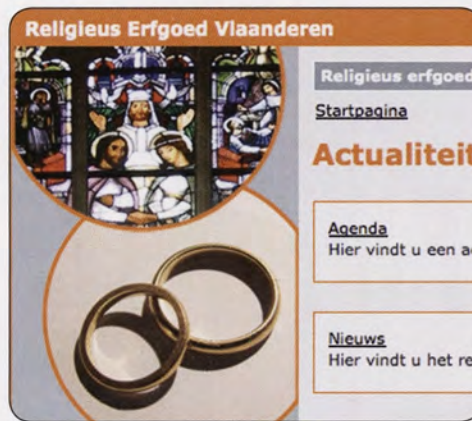 Religieus Erfgoed Vlaanderen
Religieus erfgoed
Startpagina
Actualiteit
Agenda
Hier vindt u een a
Nieuws
Hier vindt u het re